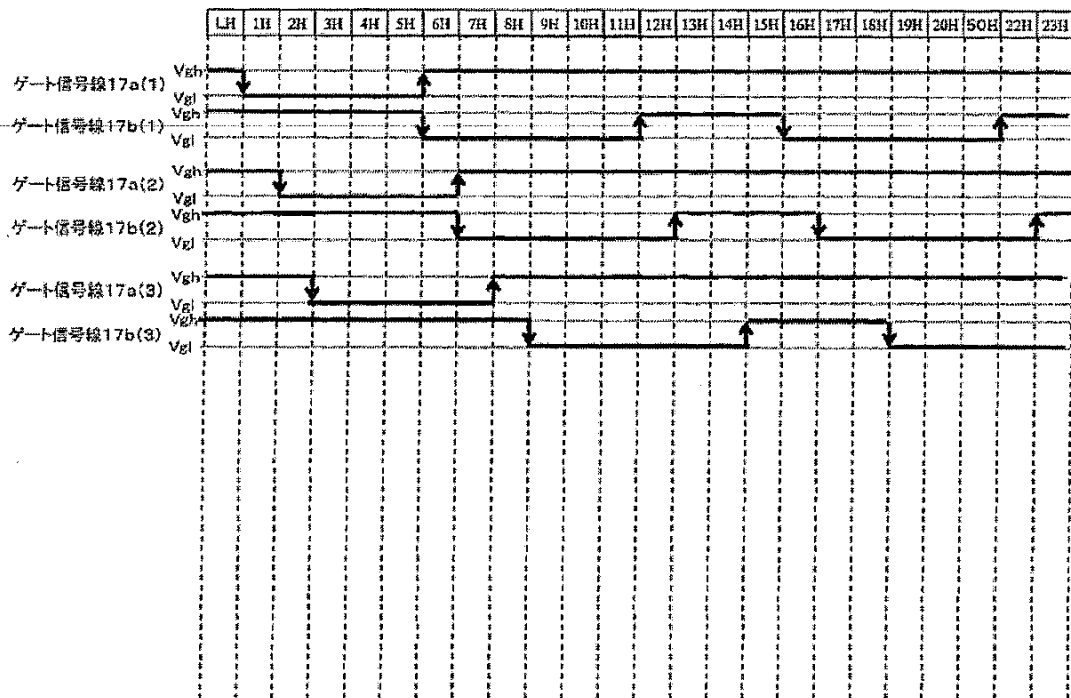 LH 1H 2H 3H 4H 5H 6H 7H 8H 9H 10H 11H 12H 13H 14H 15H 16H 17H 18H 19H 20H 5OH 22H 23H
Vgh
ゲート信号線17a(1)
Vgl
Vgh
ゲート信号線17b(1)
Vgl
Vgh
ゲート信号線17a(2)
Vgl
Vgh
ゲート信号線17b(2)
Vgl
Vgh
ゲート信号線17a(3)
Vgl
Vgh
ゲート信号線17b(3)
Vgl